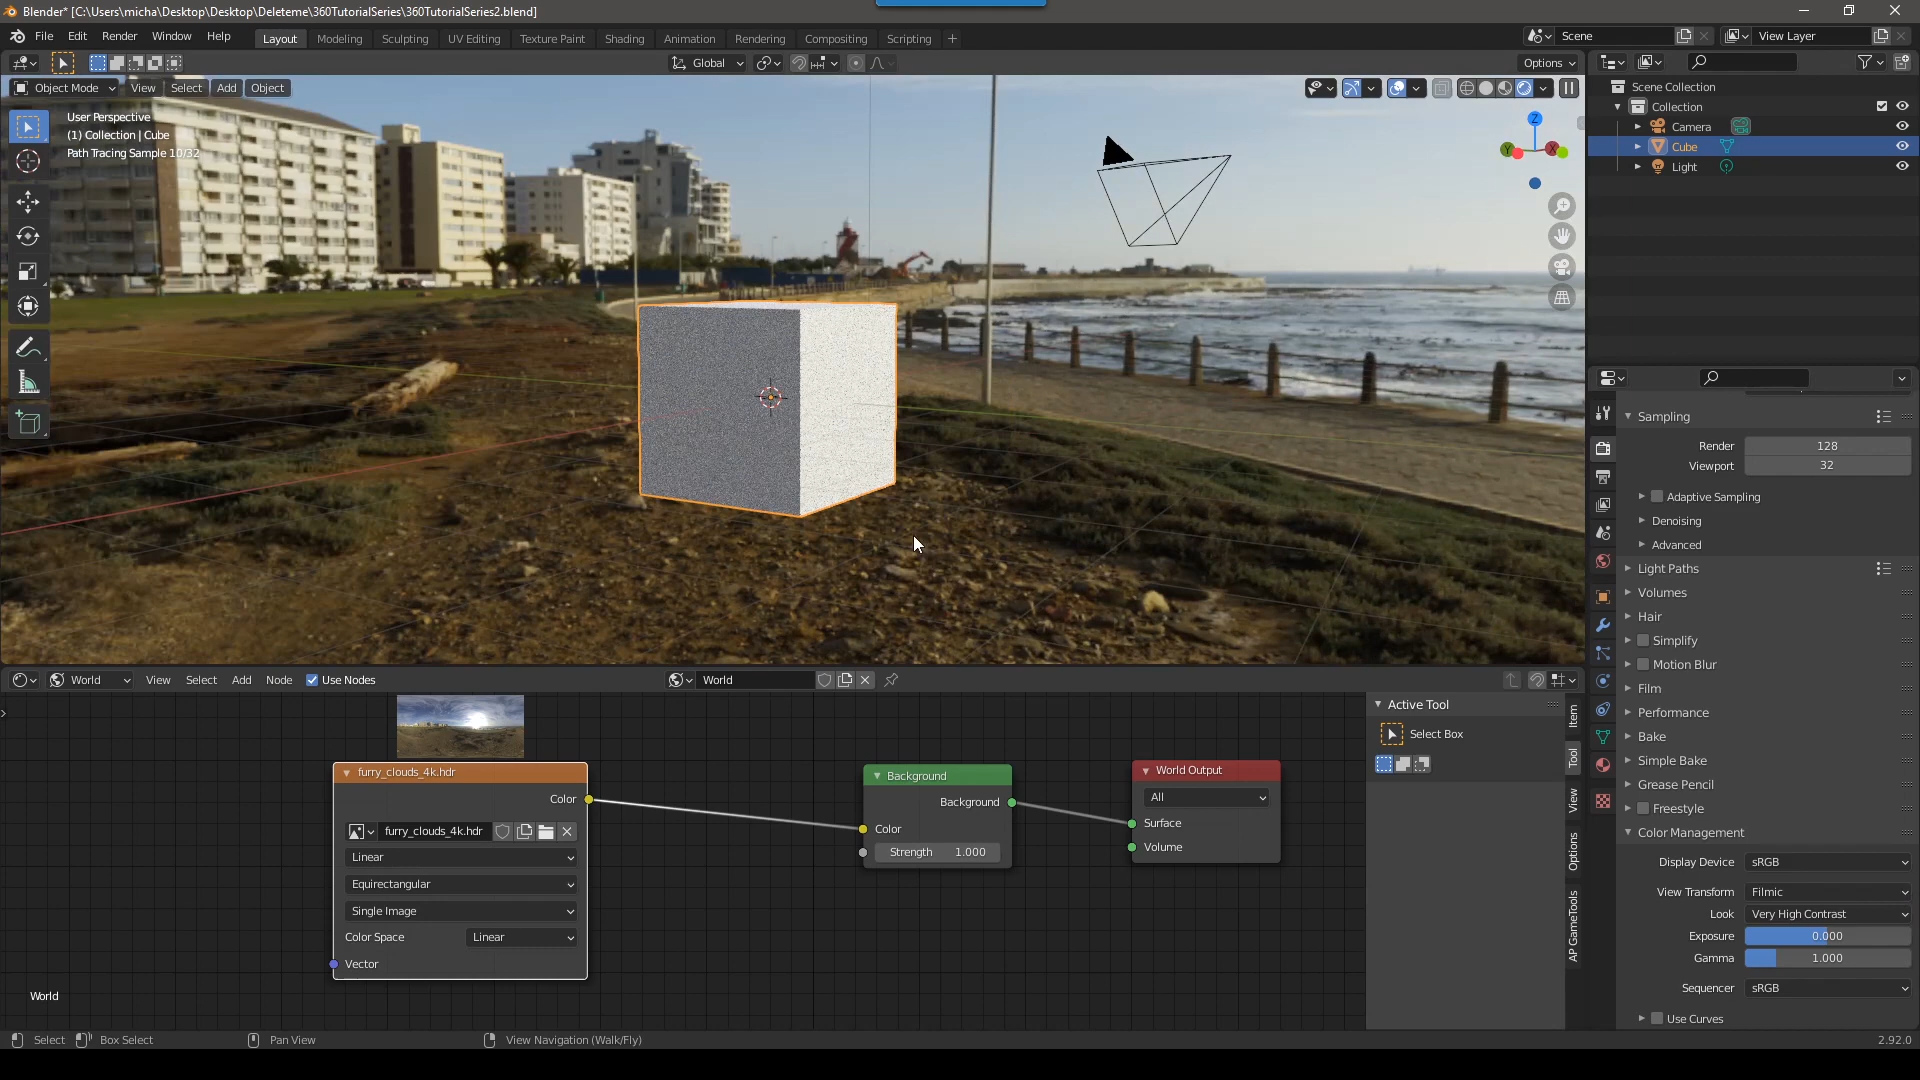 Blender* [C:\Users\micha\Desktop\Desktop\Deleteme\360TutorialSeries\360TutorialSeries2.blend]
File Edit Render Window Help Layout Modeling Sculpting UV Editing Texture Paint Shading Animation Rendering Compositing Scripting + Scene View Layer
Global Options
Object Mode View Select Add Object
User Perspective
(1) Collection | Cube
Path Tracing Sample 10/32
Z
Y
X
Scene Collection
Collection
Camera
Cube
Light
Sampling
Render 128
Viewport 32
Adaptive Sampling
Denoising
Advanced
Light Paths
Volumes
Hair
Simplify
Motion Blur
Film
Performance
Bake
Simple Bake
Grease Pencil
Freestyle
Color Management
Display Device sRGB
View Transform Filmic
Look Very High Contrast
Exposure 0.000
Gamma 1.000
Sequencer sRGB
Use Curves
World View Select Add Node Use Nodes World
furry_clouds_4k.hdr
Color
furry_clouds_4k.hdr
Linear
Equirectangular
Single Image
Color Space Linear
Vector
Background
Background
Color
Strength 1.000
World Output
All
Surface
Volume
Active Tool
Select Box
Item
Tool
View
Options
AP GameTools
World
Select Box Select Pan View View Navigation (Walk/Fly) 2.92.0